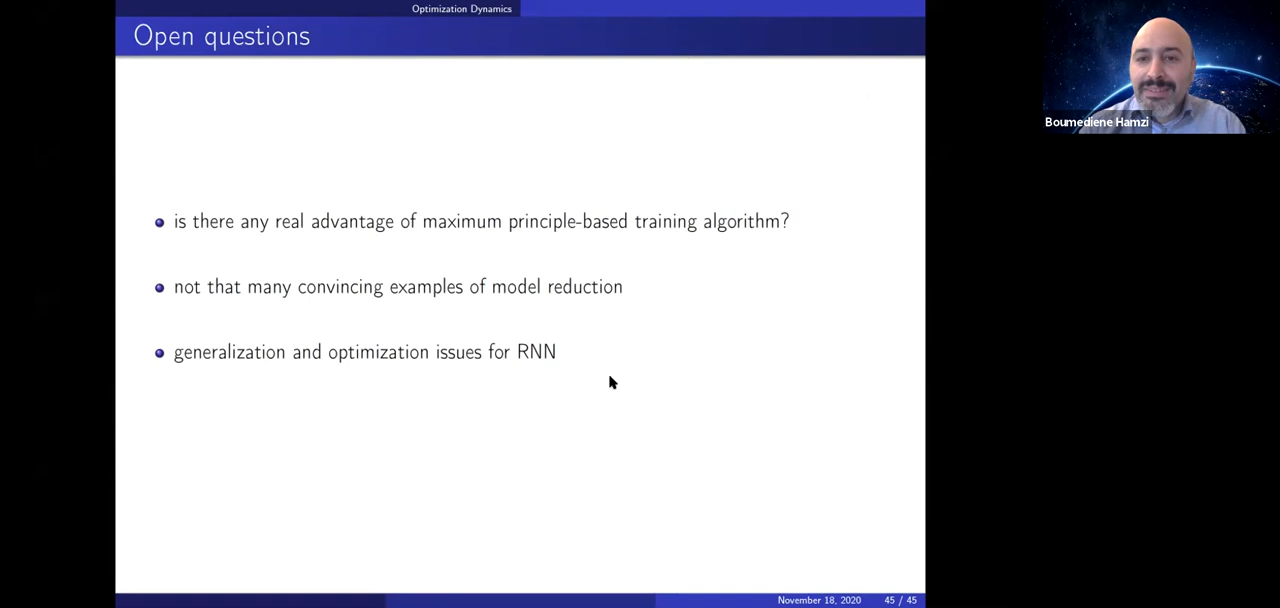 Optimization Dynamics
Open questions
Boumediene Hamzi
is there any real advantage of maximum principle-based training algorithm?
not that many convincing examples of model reduction
generalization and optimization issues for RNN
November 18, 2020 45 / 45